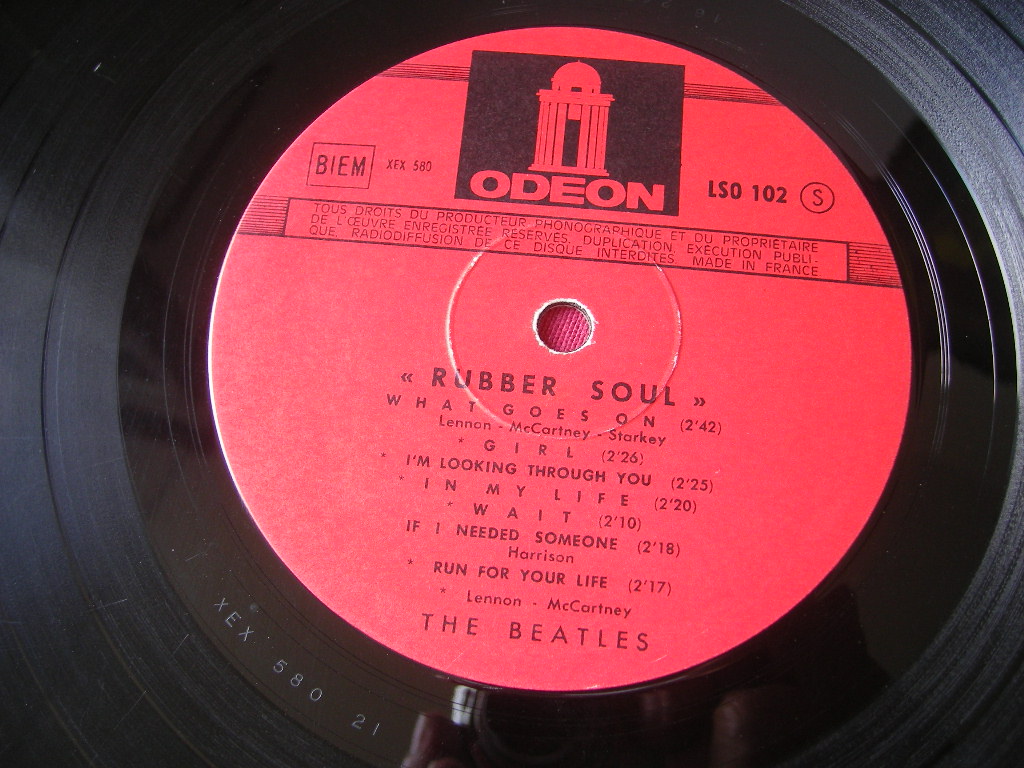 BIEM XEX 580
ODEON
LSO 102 S
TOUS DROITS DU PRODUCTEUR PHONOGRAPHIQUE ET DU PROPRIÉTAIRE
DE L'ŒUVRE ENREGISTRÉE RÉSERVÉS. DUPLICATION, EXÉCUTION PUBLI-
QUE, RADIODIFFUSION DE CE DISQUE INTERDITES. MADE IN FRANCE
« RUBBER SOUL »
WHAT GOES ON (2'42)
Lennon - McCartney - Starkey
* GIRL (2'26)
* I'M LOOKING THROUGH YOU (2'25)
* IN MY LIFE (2'20)
* WAIT (2'10)
IF I NEEDED SOMEONE (2'18)
Harrison
* RUN FOR YOUR LIFE (2'17)
* Lennon - McCartney
THE BEATLES
XEX 580 21